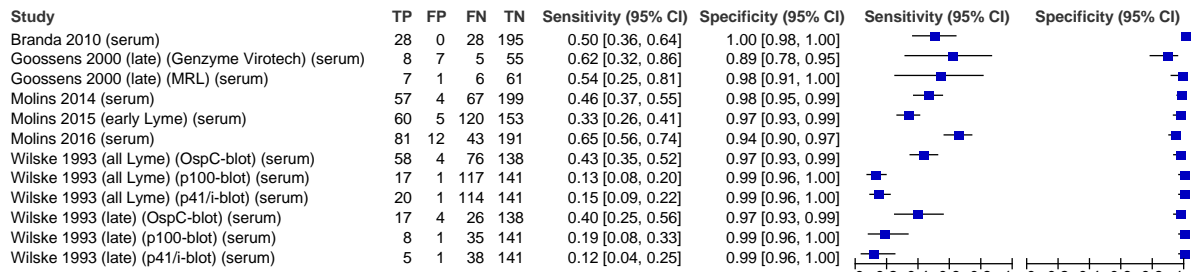 Study TP FP FN TN Sensitivity (95% CI) Specificity (95% CI) Sensitivity (95% CI) Specificity (95% CI)
Branda 2010 (serum) 28 0 28 195 0.50 [0.36, 0.64] 1.00 [0.98, 1.00]
Goossens 2000 (late) (Genzyme Virotech) (serum) 8 7 5 55 0.62 [0.32, 0.86] 0.89 [0.78, 0.95]
Goossens 2000 (late) (MRL) (serum) 7 1 6 61 0.54 [0.25, 0.81] 0.98 [0.91, 1.00]
Molins 2014 (serum) 57 4 67 199 0.46 [0.37, 0.55] 0.98 [0.95, 0.99]
Molins 2015 (early Lyme) (serum) 60 5 120 153 0.33 [0.26, 0.41] 0.97 [0.93, 0.99]
Molins 2016 (serum) 81 12 43 191 0.65 [0.56, 0.74] 0.94 [0.90, 0.97]
Wilske 1993 (all Lyme) (OspC-blot) (serum) 58 4 76 138 0.43 [0.35, 0.52] 0.97 [0.93, 0.99]
Wilske 1993 (all Lyme) (p100-blot) (serum) 17 1 117 141 0.13 [0.08, 0.20] 0.99 [0.96, 1.00]
Wilske 1993 (all Lyme) (p41/i-blot) (serum) 20 1 114 141 0.15 [0.09, 0.22] 0.99 [0.96, 1.00]
Wilske 1993 (late) (OspC-blot) (serum) 17 4 26 138 0.40 [0.25, 0.56] 0.97 [0.93, 0.99]
Wilske 1993 (late) (p100-blot) (serum) 8 1 35 141 0.19 [0.08, 0.33] 0.99 [0.96, 1.00]
Wilske 1993 (late) (p41/i-blot) (serum) 5 1 38 141 0.12 [0.04, 0.25] 0.99 [0.96, 1.00]